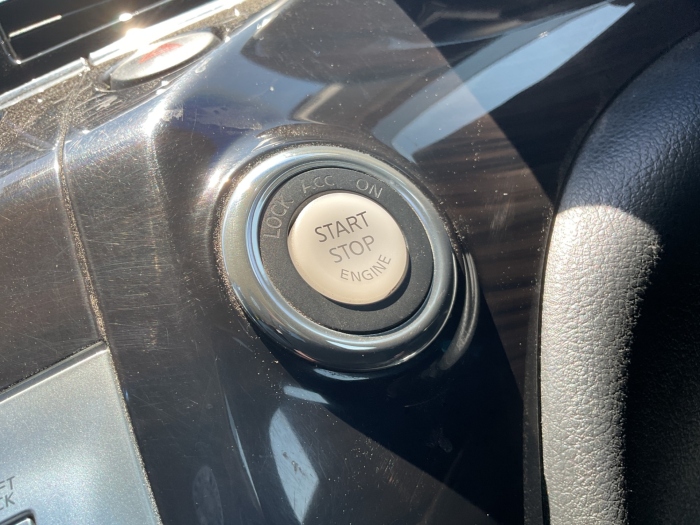 LOCK ACC ON
START
STOP
ENGINE